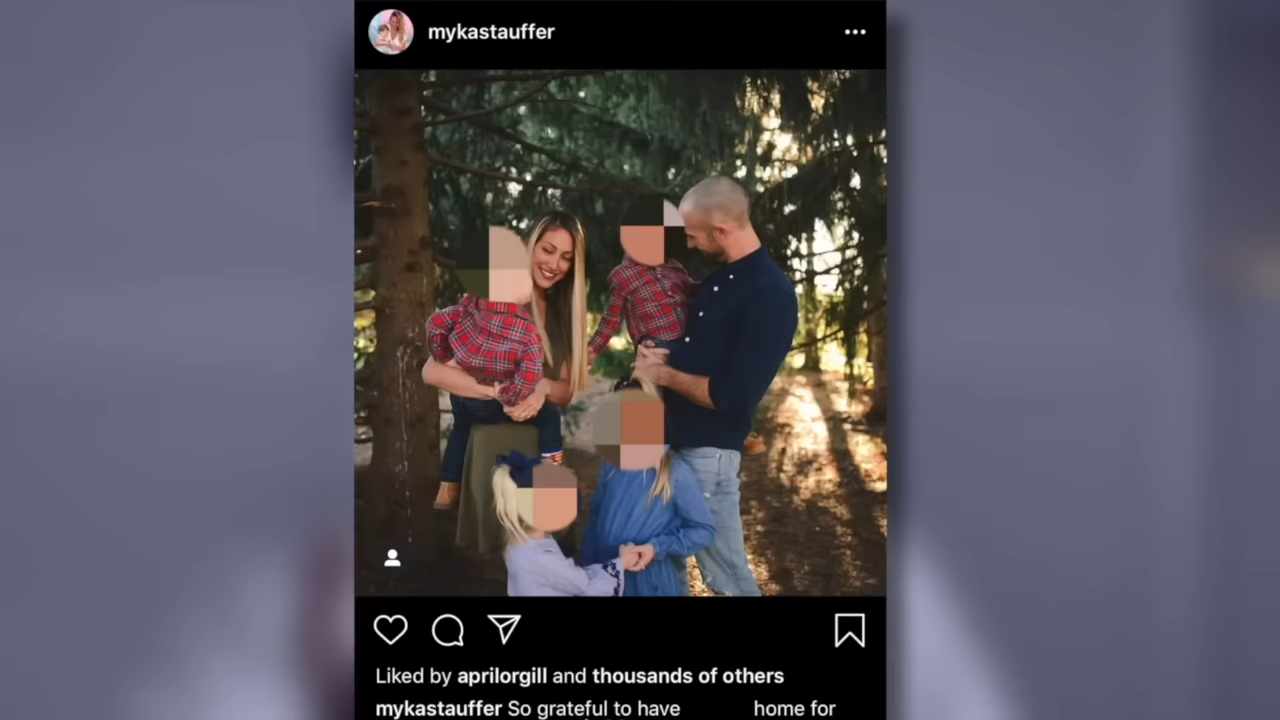 mykastauffer
Liked by aprilorgill and thousands of others
mykastauffer So grateful to have home for